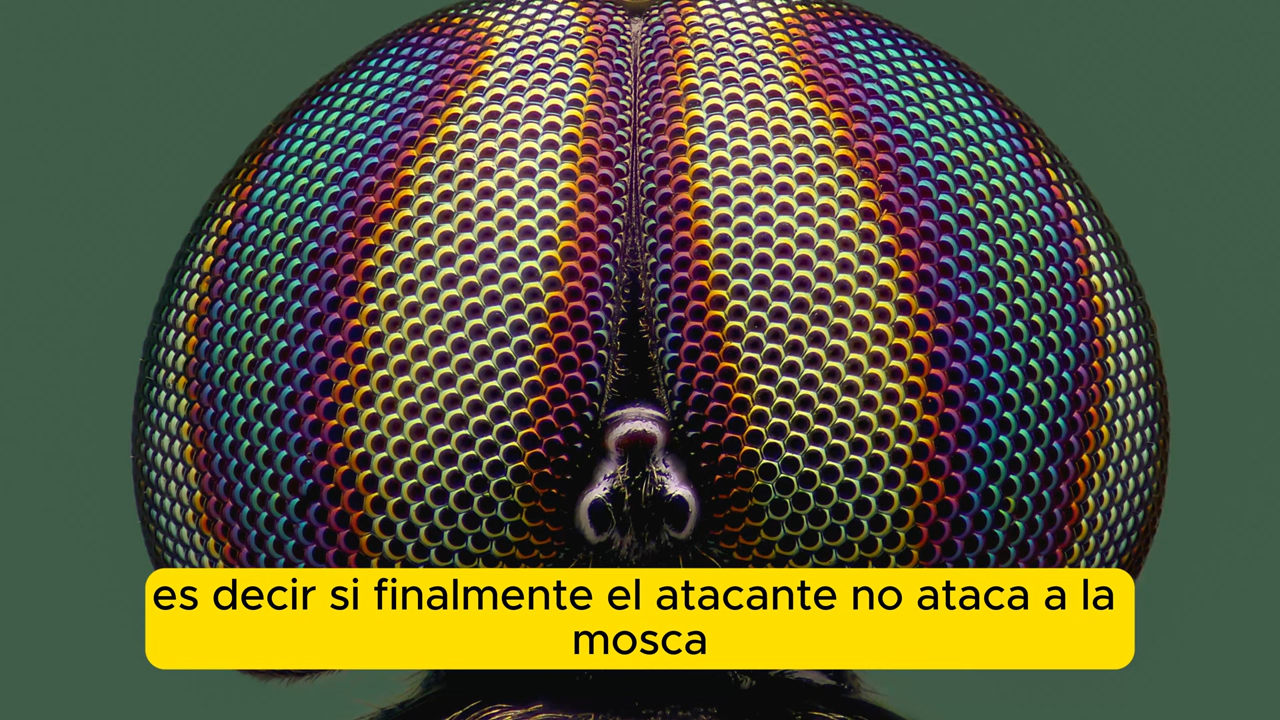 es decir si finalmente el atacante no ataca a la
mosca